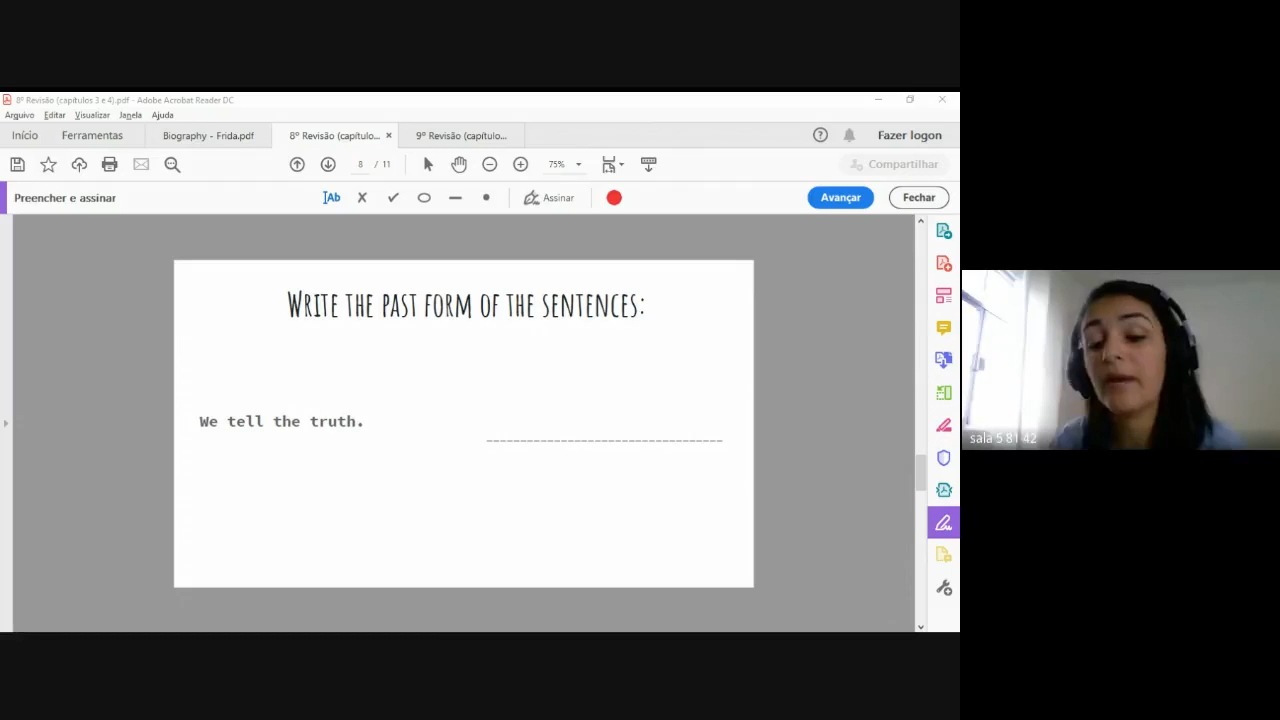 8º Revisão (capítulos 3 e 4).pdf - Adobe Acrobat Reader DC
Arquivo Editar Visualizar Janela Ajuda
Início Ferramentas Biography - Frida.pdf 8º Revisão (capítulo... 9º Revisão (capítulo... Fazer logon
8 / 11 75% Compartilhar
Preencher e assinar IAb Assinar Avançar Fechar
WRITE THE PAST FORM OF THE SENTENCES:
We tell the truth.
sala 5 81 42